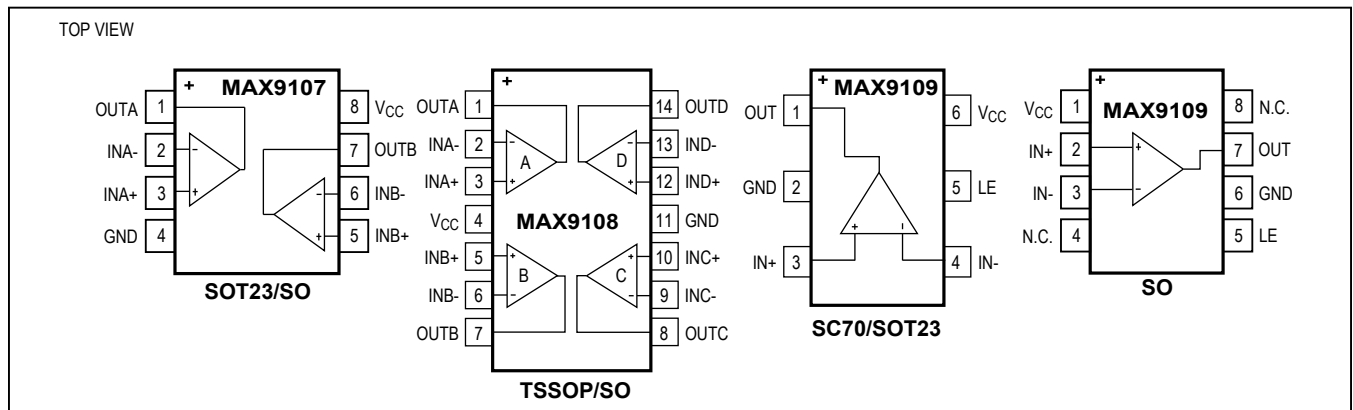 TOP VIEW
+
MAX9107
OUTA 1
8 VCC
INA- 2
-
7 OUTB
INA+ 3
+
- 6 INB-
GND 4
+ 5 INB+
SOT23/SO
+
OUTA 1
14 OUTD
INA- 2 -
- 13 IND-
A
D
INA+ 3 +
+ 12 IND+
VCC 4
11 GND
MAX9108
INB+ 5 +
+ 10 INC+
B
C
INB- 6 -
- 9 INC-
OUTB 7
8 OUTC
TSSOP/SO
+
MAX9109
OUT 1
6 VCC
GND 2
5 LE
+ -
IN+ 3
4 IN-
SC70/SOT23
+
MAX9109
VCC 1
8 N.C.
IN+ 2 +
7 OUT
IN- 3 -
6 GND
N.C. 4
5 LE
SO